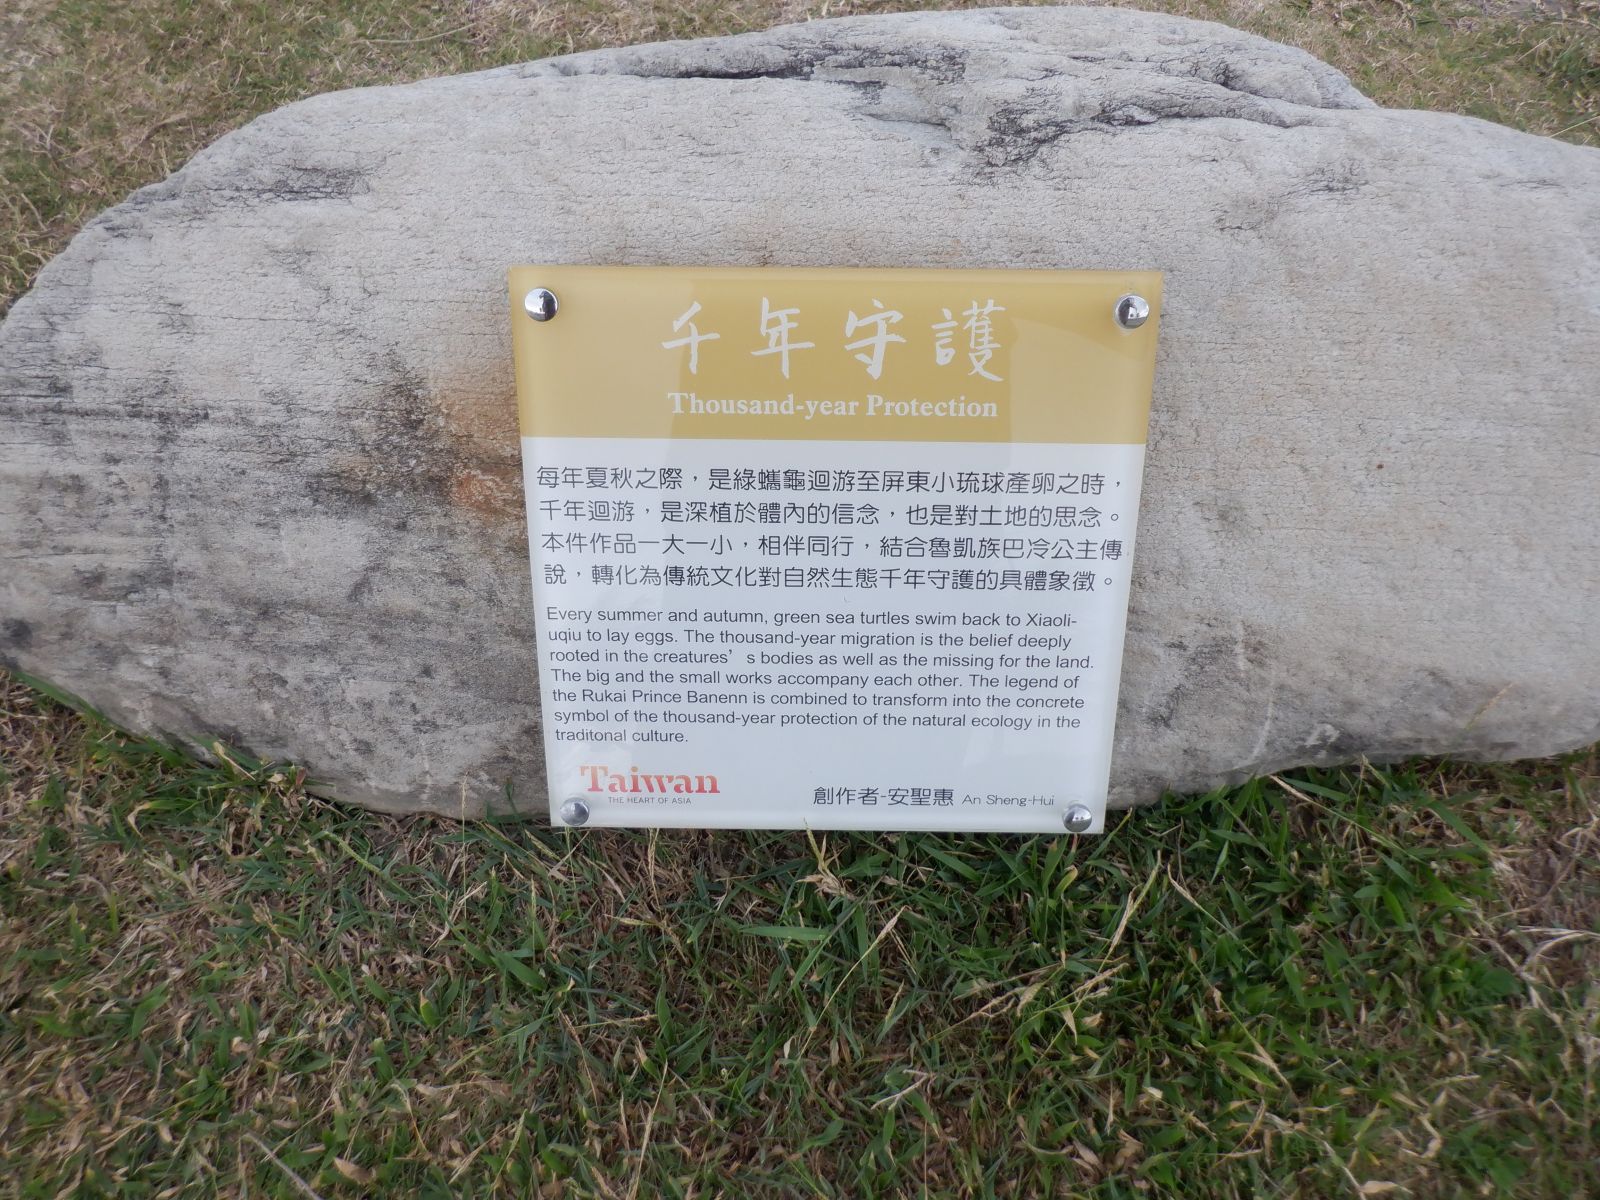 千年守護
Thousand-year Protection
每年夏秋之際，是綠蠵龜迴游至屏東小琉球產卵之時，
千年迴游，是深植於體內的信念，也是對土地的思念。
本件作品一大一小，相伴同行，結合魯凱族巴冷公主傳
說，轉化為傳統文化對自然生態千年守護的具體象徵。
Every summer and autumn, green sea turtles swim back to Xiaoli-
uqiu to lay eggs. The thousand-year migration is the belief deeply
rooted in the creatures’ s bodies as well as the missing for the land.
The big and the small works accompany each other. The legend of
the Rukai Prince Banenn is combined to transform into the concrete
symbol of the thousand-year protection of the natural ecology in the
traditonal culture.
Taiwan
THE HEART OF ASIA
創作者-安聖惠 An Sheng-Hui